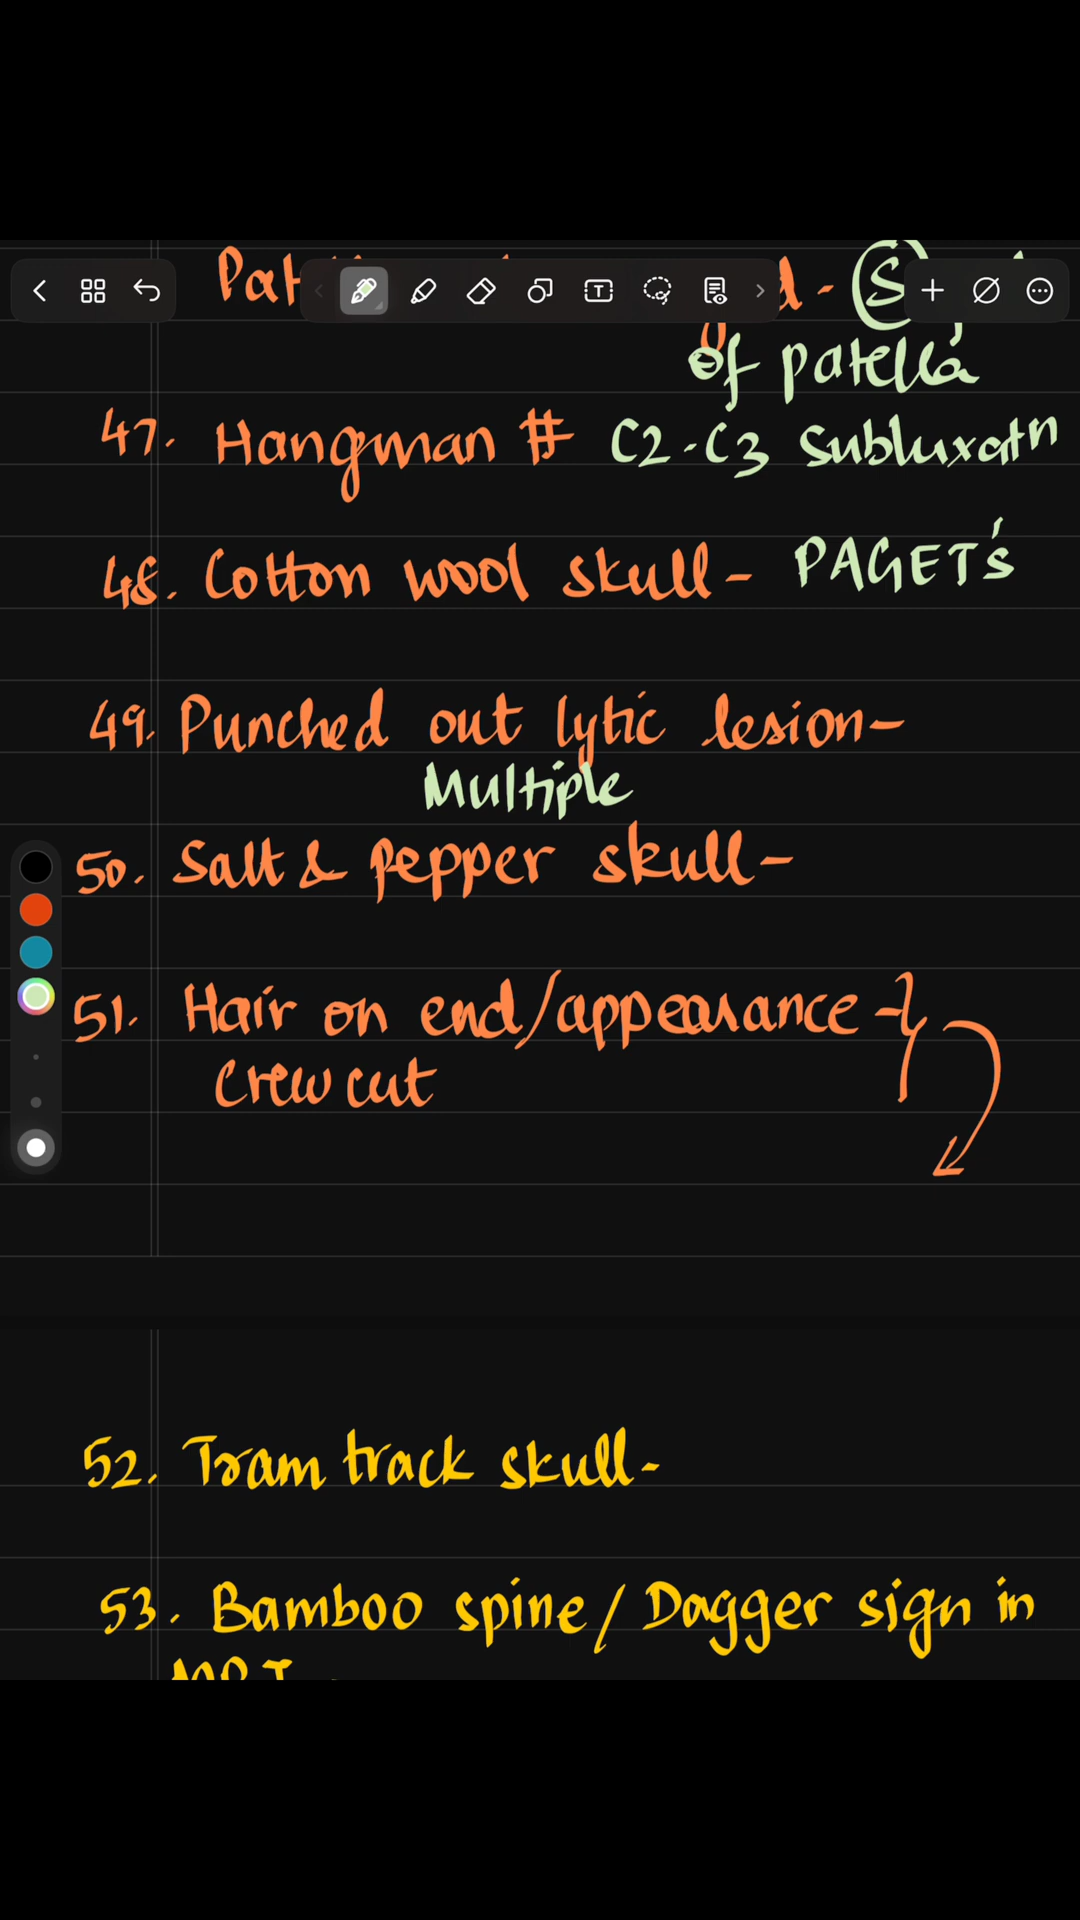 of patella
47. Hangman # C2-C3 Subluxatn
48. Cotton wool skull- PAGET's
49. Punched out lytic lesion-
Multiple
50. Salt & pepper skull-
51. Hair on end/appearance -
Crew cut
52. Tram track skull-
53. Bamboo spine/ Dagger sign in